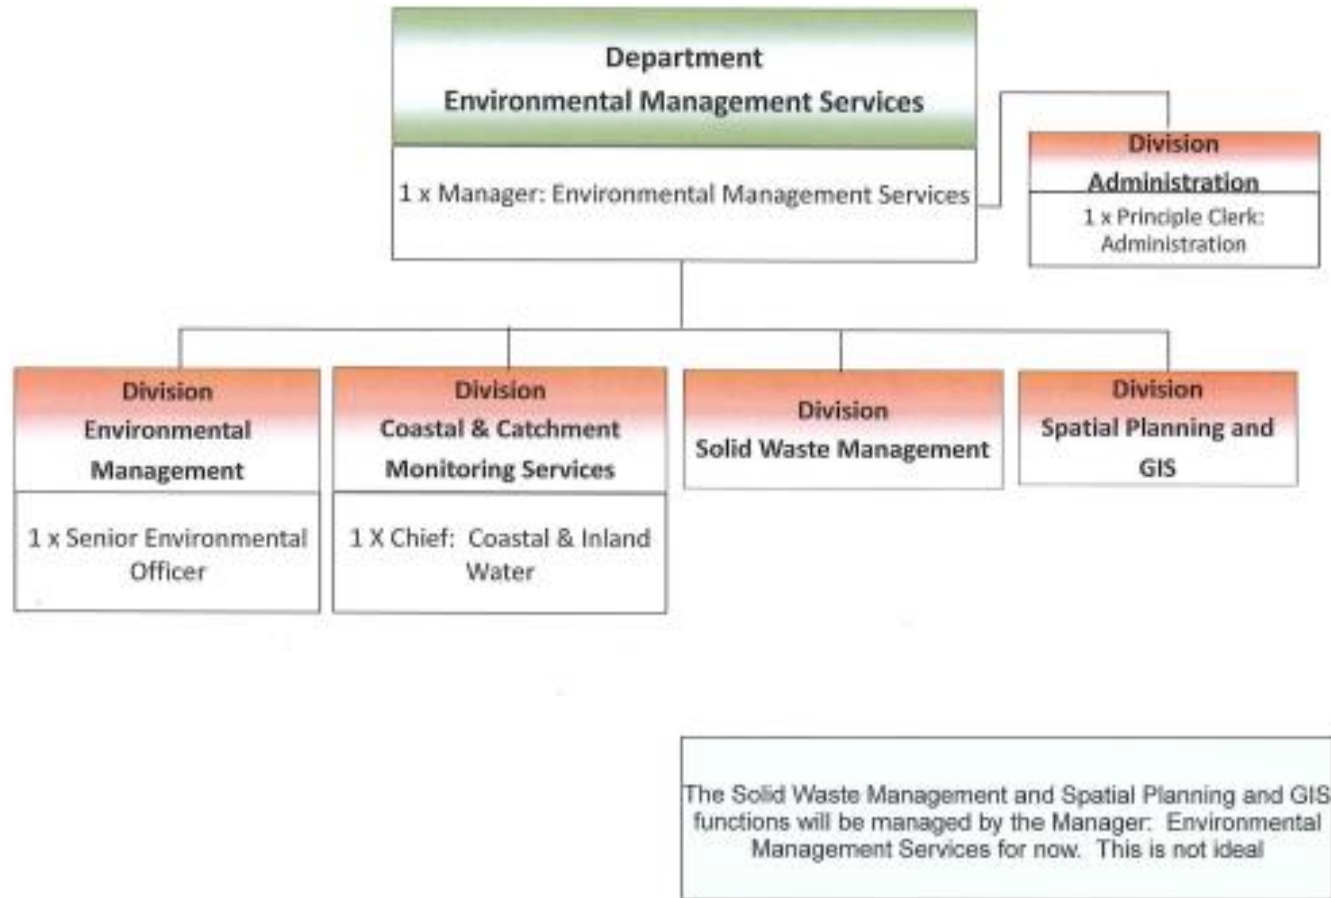 Department
Environmental Management Services
1 x Manager: Environmental Management Services
Division
Administration
1 x Principle Clerk:
Administration
Division
Environmental
Management
1 x Senior Environmental
Officer
Division
Coastal & Catchment
Monitoring Services
1 X Chief: Coastal & Inland
Water
Division
Solid Waste Management
Division
Spatial Planning and
GIS
The Solid Waste Management and Spatial Planning and GIS
functions will be managed by the Manager: Environmental
Management Services for now. This is not ideal